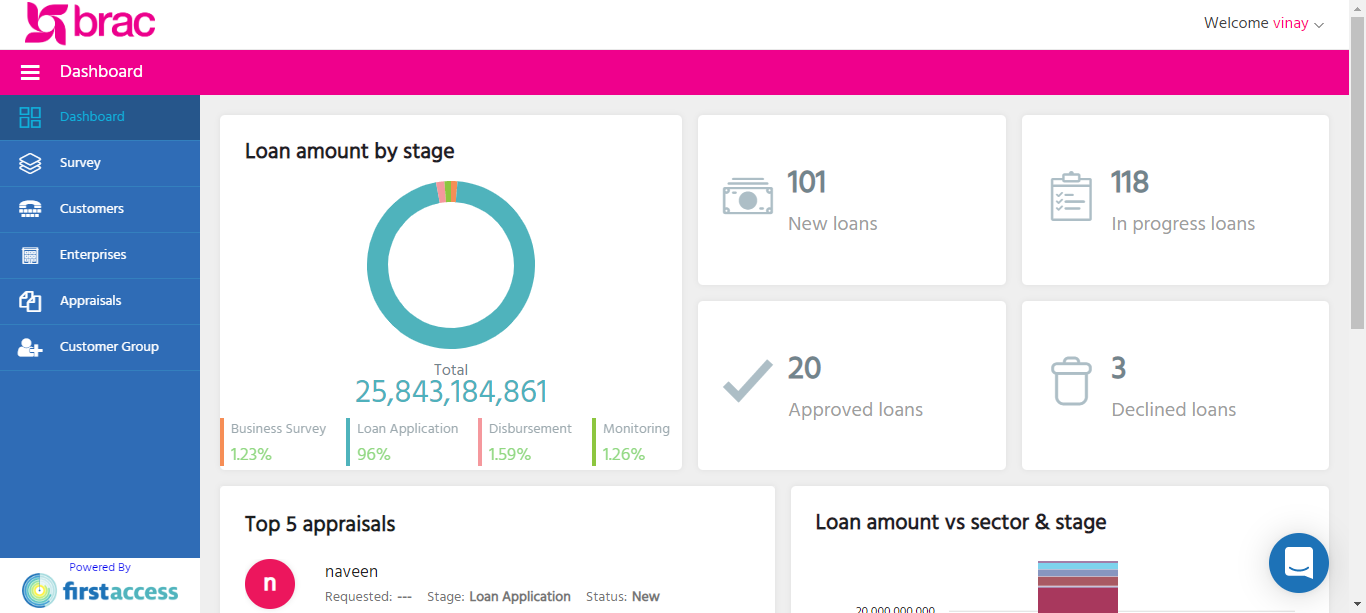 brac
Welcome vinay
Dashboard
Dashboard
Survey
Customers
Enterprises
Appraisals
Customer Group
Powered By
firstaccess
Loan amount by stage
Total
25,843,184,861
Business Survey
1.23%
Loan Application
96%
Disbursement
1.59%
Monitoring
1.26%
101
New loans
118
In progress loans
20
Approved loans
3
Declined loans
Top 5 appraisals
n
naveen
Requested: --- Stage: Loan Application Status: New
Loan amount vs sector & stage
20,000,000,000